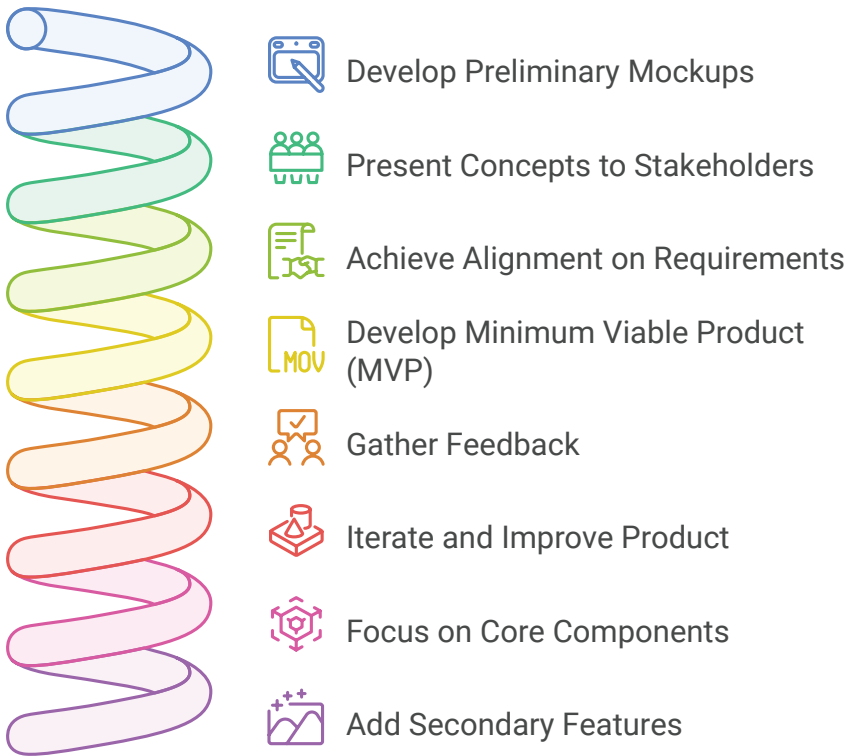 Develop Preliminary Mockups
Present Concepts to Stakeholders
Achieve Alignment on Requirements
Develop Minimum Viable Product
(MVP)
MOV
Gather Feedback
Iterate and Improve Product
Focus on Core Components
Add Secondary Features